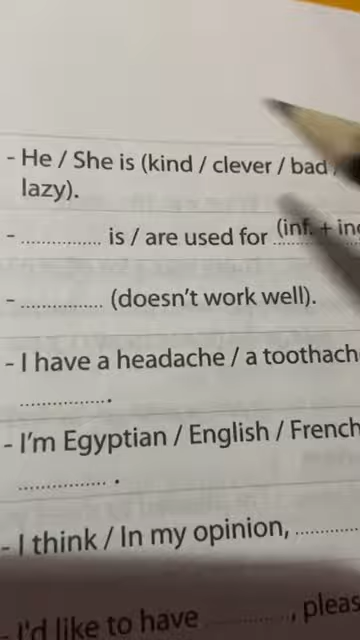 - He / She is (kind / clever / bad /
lazy).
- ............... is / are used for (inf. + ing
- ............... (doesn't work well).
- I have a headache / a toothach
................
- I'm Egyptian / English / French
................ .
- I think / In my opinion, ...........
- I'd like to have ..............., pleas